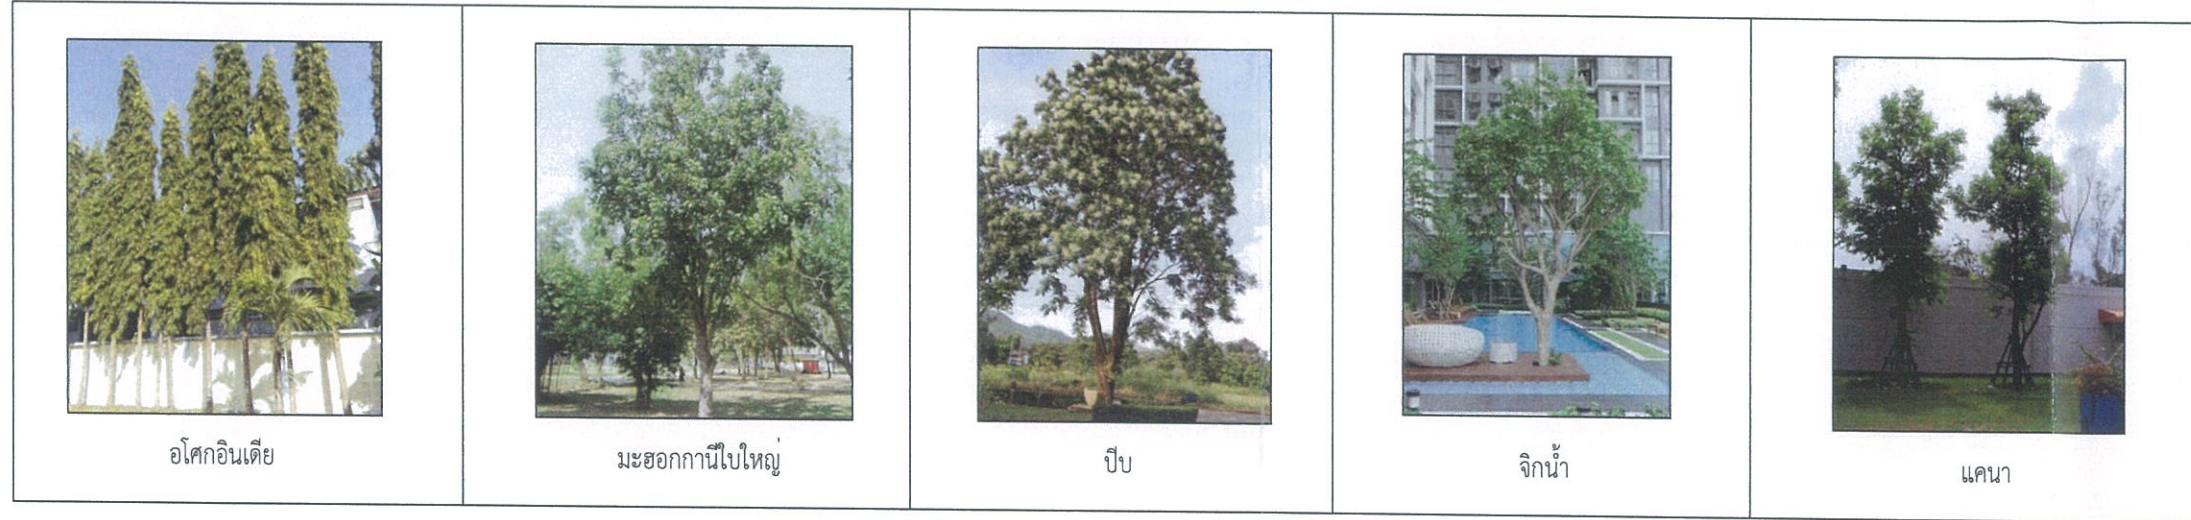 อโศกอินเดีย
มะฮอกกานีใบใหญ่
ปีบ
จิกน้ำ
แคนา